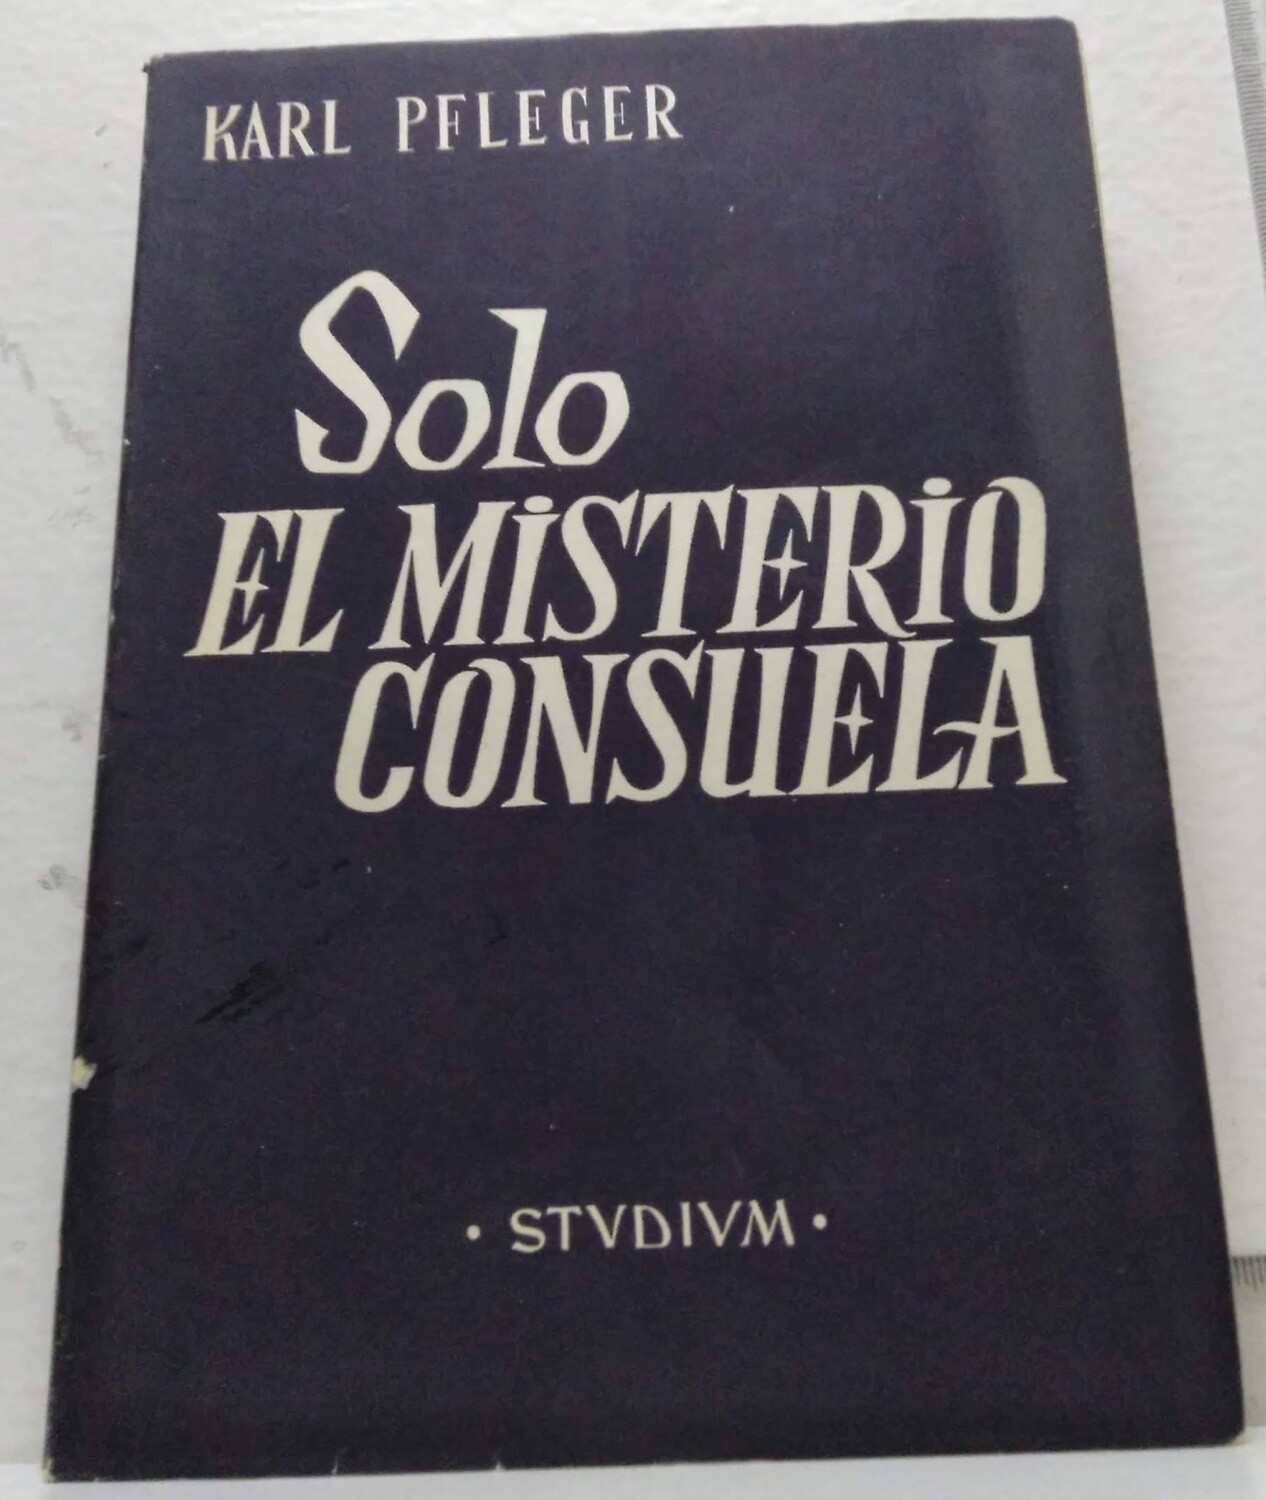 KARL PFLEGER
Solo
EL MiSTERiO
CONSUELA
· STVDIVM ·